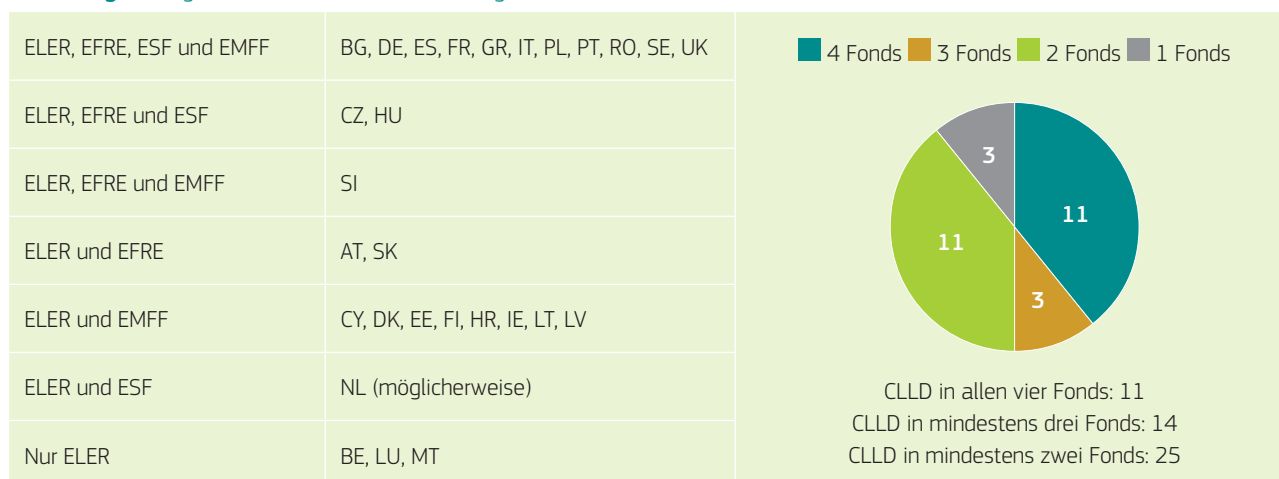 ELER, EFRE, ESF und EMFF
BG, DE, ES, FR, GR, IT, PL, PT, RO, SE, UK
ELER, EFRE und ESF
CZ, HU
ELER, EFRE und EMFF
SI
ELER und EFRE
AT, SK
ELER und EMFF
CY, DK, EE, FI, HR, IE, LT, LV
ELER und ESF
NL (möglicherweise)
Nur ELER
BE, LU, MT
4 Fonds 3 Fonds 2 Fonds 1 Fonds
3
11
11
3
CLLD in allen vier Fonds: 11
CLLD in mindestens drei Fonds: 14
CLLD in mindestens zwei Fonds: 25